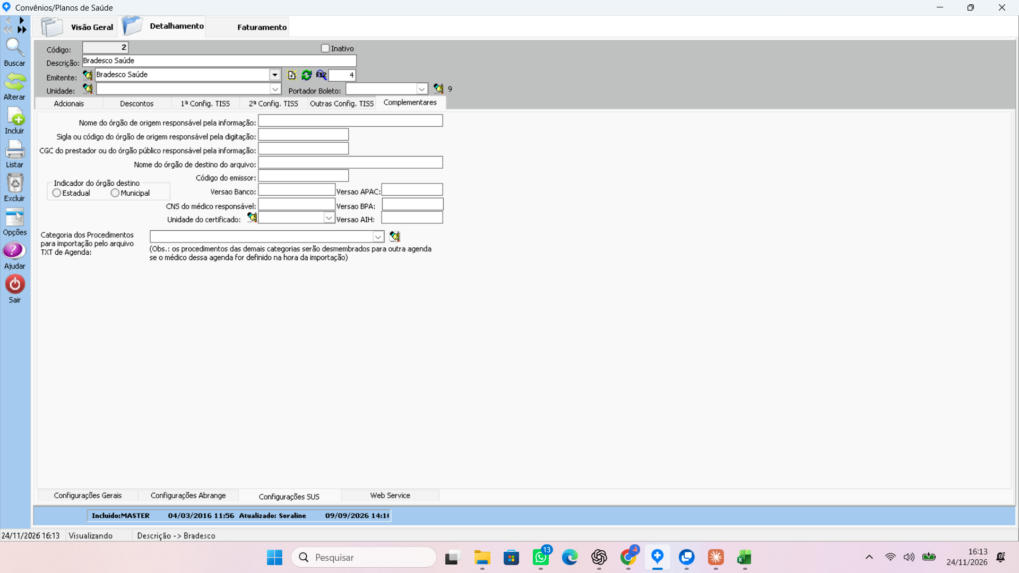 Convênios/Planos de Saúde
Visão Geral
Detalhamento
Faturamento
Buscar
Alterar
Incluir
Listar
Excluir
Opções
Ajudar
Sair
Código: 2
Inativo
Descrição: Bradesco Saúde
Emitente: Bradesco Saúde 4
Unidade: Portador Boleto: 9
Adcionais Descontos 1ª Config. TISS 2ª Config. TISS Outras Config. TISS Complementares
Nome do órgão de origem responsável pela informação:
Sigla ou código do órgão de origem responsável pela digitação:
CGC do prestador ou do órgão público responsável pela informação:
Nome do órgão de destino do arquivo:
Código do emissor:
Indicador do órgão destino
Estadual Municipal
Versao Banco: Versao APAC:
CNS do médico responsável: Versao BPA:
Unidade do certificado: Versao AIH:
Categoria dos Procedimentos
para importação pelo arquivo
TXT de Agenda:
(Obs.: os procedimentos das demais categorias serão desmembrados para outra agenda
se o médico dessa agenda for definido na hora da importação)
Configurações Gerais Configurações Abrange Configurações SUS Web Service
Incluido:MASTER 04/03/2016 11:56 Atualizado: Soraline 09/09/2026 14:1
24/11/2026 16:13 Visualizando Descrição -> Bradesco
Pesquisar
13
4
16:13
24/11/2026